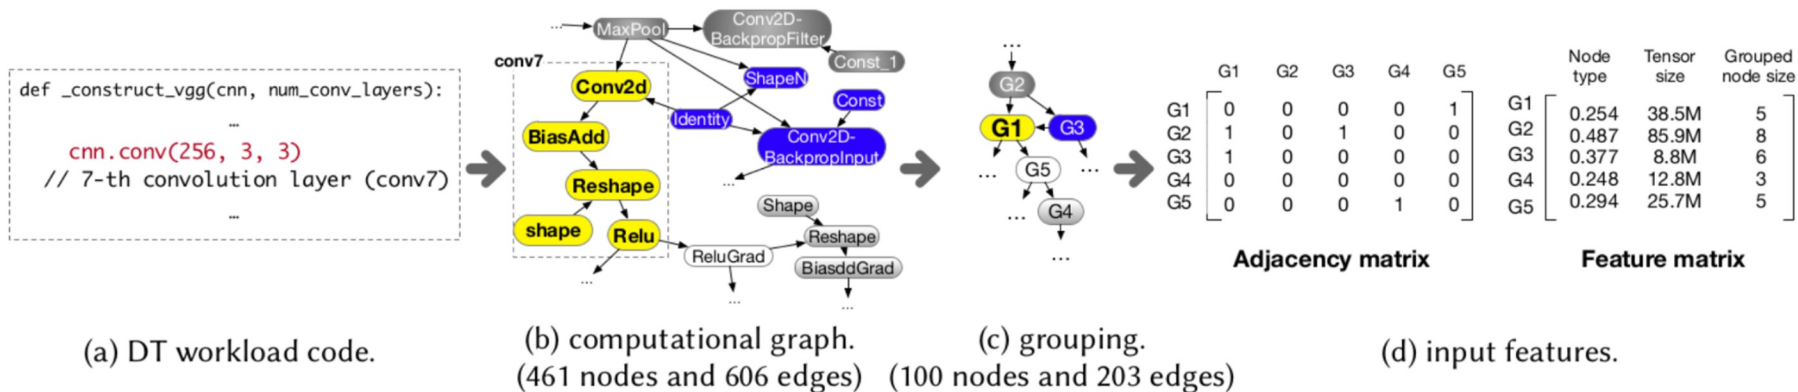 def _construct_vgg(cnn, num_conv_layers):
…
cnn.conv(256, 3, 3)
// 7-th convolution layer (conv7)
…
(a) DT workload code.
...
MaxPool
Conv2D-
BackpropFilter
Const_1
conv7
Conv2d
ShapeN
Identity
Const
BiasAdd
Conv2D-
BackpropInput
...
Reshape
shape
Relu
Shape
Reshape
ReluGrad
BiasddGrad
...
...
...
(b) computational graph.
(461 nodes and 606 edges)
...
G2
G1
G3
...
G5
...
...
G4
...
(c) grouping.
(100 nodes and 203 edges)
G1 G2 G3 G4 G5
G1 0 0 0 0 1
G2 1 0 1 0 0
G3 1 0 0 0 0
G4 0 0 0 0 0
G5 0 0 0 1 0
Adjacency matrix
Node type Tensor size Grouped node size
G1 0.254 38.5M 5
G2 0.487 85.9M 8
G3 0.377 8.8M 6
G4 0.248 12.8M 3
G5 0.294 25.7M 5
Feature matrix
(d) input features.